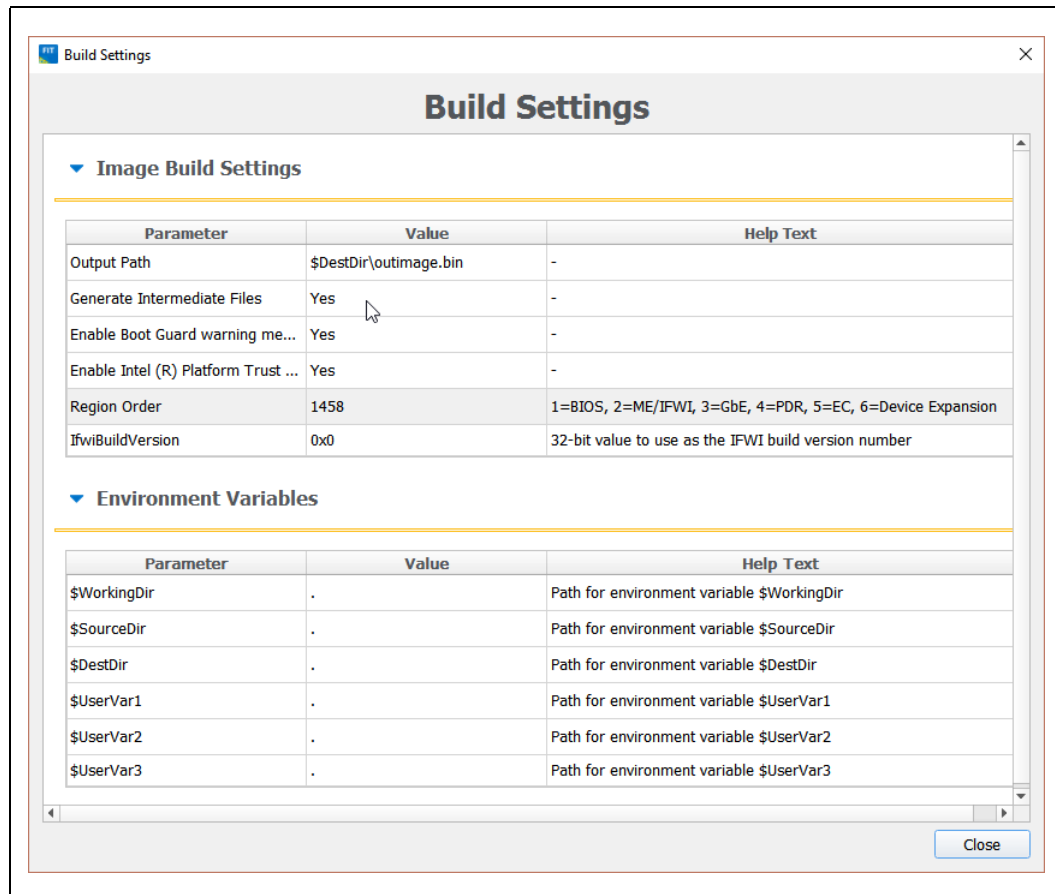 FIT Build Settings
Build Settings
Image Build Settings
Parameter Value Help Text
Output Path $DestDir\outimage.bin -
Generate Intermediate Files Yes -
Enable Boot Guard warning me... Yes -
Enable Intel (R) Platform Trust ... Yes -
Region Order 1458 1=BIOS, 2=ME/IFWI, 3=GbE, 4=PDR, 5=EC, 6=Device Expansion
IfwiBuildVersion 0x0 32-bit value to use as the IFWI build version number
Environment Variables
Parameter Value Help Text
$WorkingDir . Path for environment variable $WorkingDir
$SourceDir . Path for environment variable $SourceDir
$DestDir . Path for environment variable $DestDir
$UserVar1 . Path for environment variable $UserVar1
$UserVar2 . Path for environment variable $UserVar2
$UserVar3 . Path for environment variable $UserVar3
Close